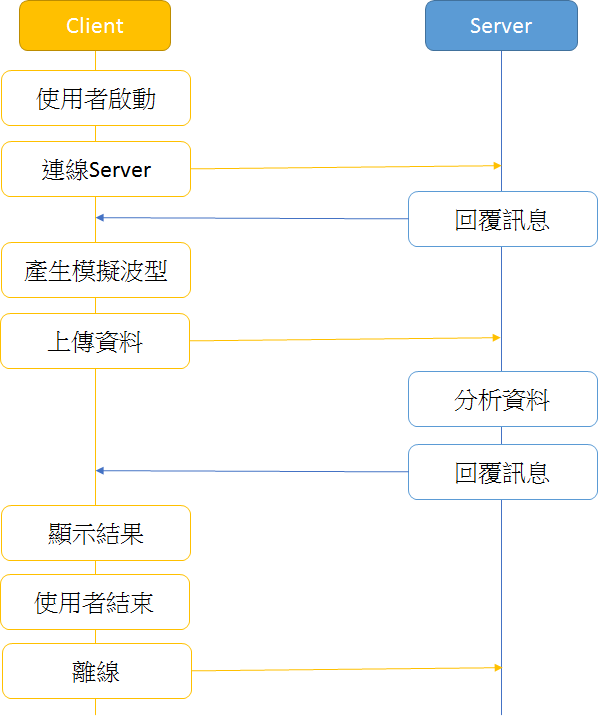 Client
Server
使用者啟動
連線Server
回覆訊息
產生模擬波型
上傳資料
分析資料
回覆訊息
顯示結果
使用者結束
離線